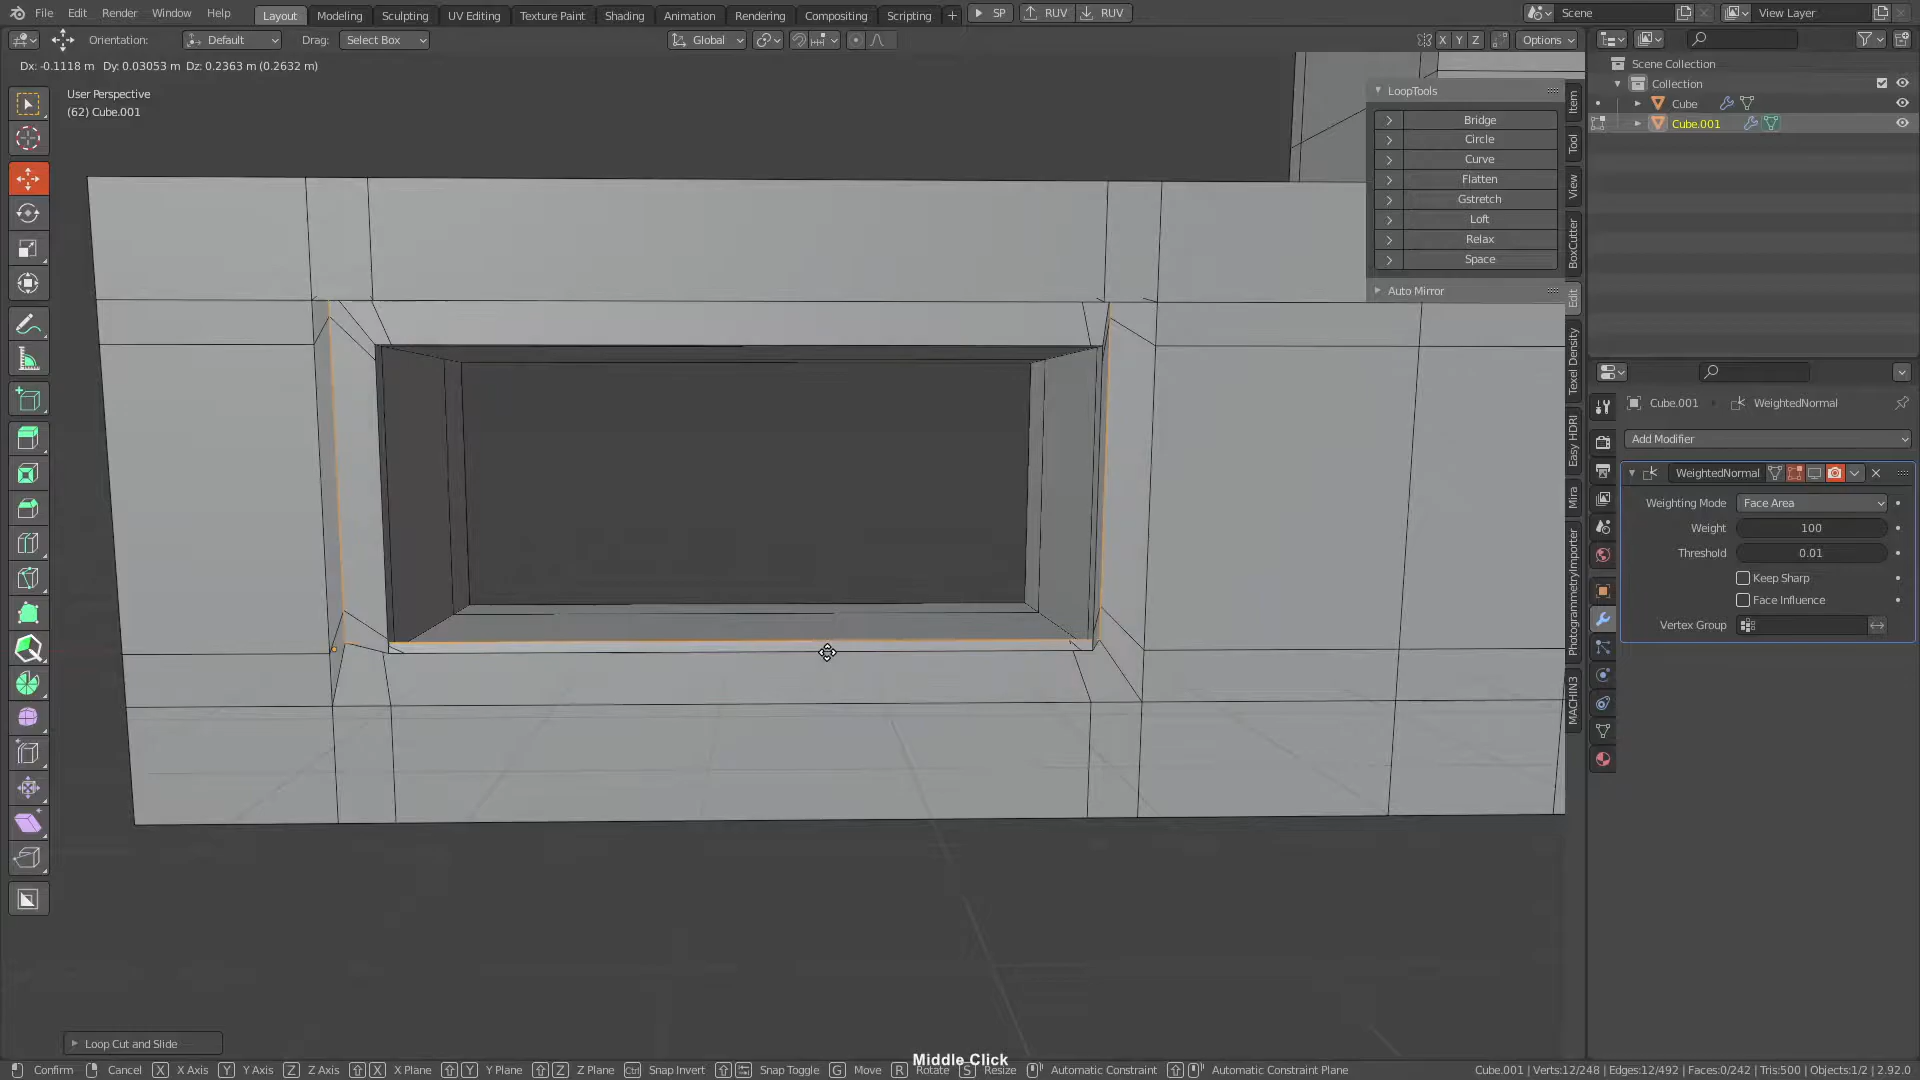 File Edit Render Window Help Layout Modeling Sculpting UV Editing Texture Paint Shading Animation Rendering Compositing Scripting + SP RUV RUV Scene View Layer
Orientation: Default Drag: Select Box Global X Y Z Options
Dx: -0.1118 m Dy: 0.03053 m Dz: 0.2363 m (0.2632 m)
User Perspective
(62) Cube.001
LoopTools
Bridge
Circle
Curve
Flatten
Gstretch
Loft
Relax
Space
Auto Mirror
Item
Tool
View
BoxCutter
Edit
Texel Density
Easy HDRI
Mira
PhotogrammetryImporter
MACHIN3
Scene Collection
Collection
Cube
Cube.001
Cube.001 WeightedNormal
Add Modifier
WeightedNormal
Weighting Mode Face Area
Weight 100
Threshold 0.01
Keep Sharp
Face Influence
Vertex Group
Loop Cut and Slide
Middle Click
Confirm Cancel X X Axis Y Y Axis Z Z Axis X X Plane Y Y Plane Z Z Plane Ctrl Snap Invert Snap Toggle G Move R Rotate S Resize Automatic Constraint Automatic Constraint Plane Cube.001 | Verts:12/248 | Edges:12/492 | Faces:0/242 | Tris:500 | Objects:1/2 | 2.92.0